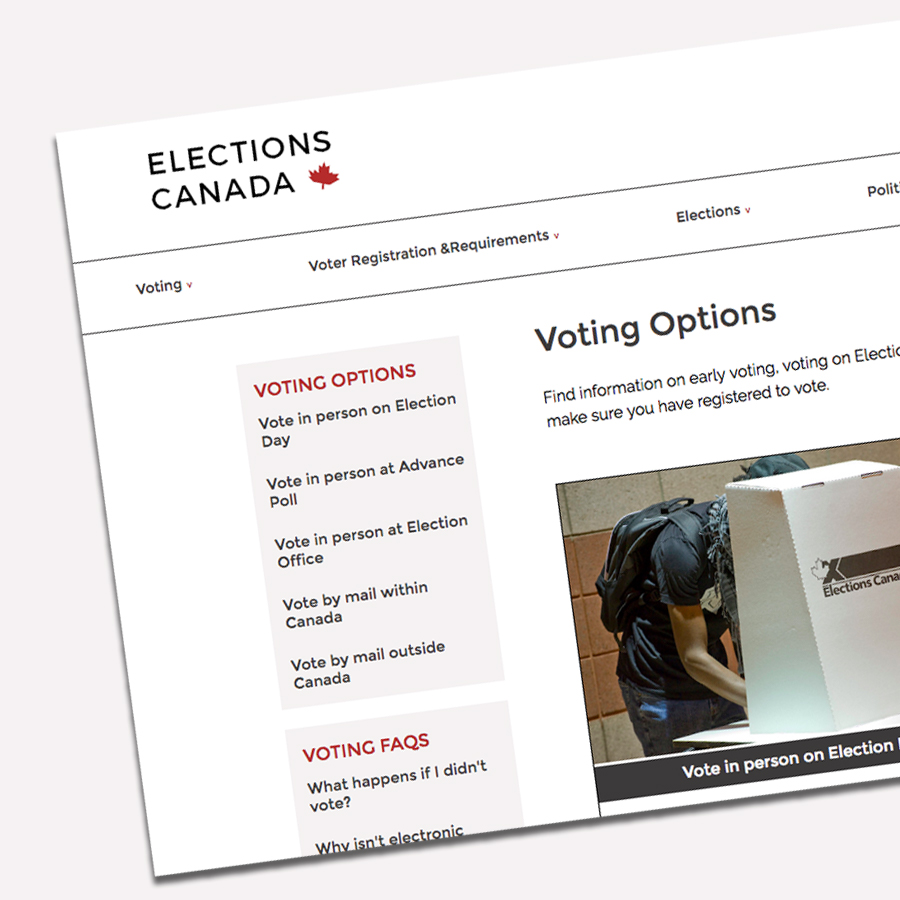 ELECTIONS
CANADA
Voting v
Voter Registration &Requirements v
Elections v
VOTING OPTIONS
Vote in person on Election
Day
Vote in person at Advance
Poll
Vote in person at Election
Office
Vote by mail within
Canada
Vote by mail outside
Canada
VOTING FAQS
What happens if I didn't
vote?
Why isn't electronic
Voting Options
Find information on early voting, voting on
make sure you have registered to vote.
X
Elections
Vote in person on Election